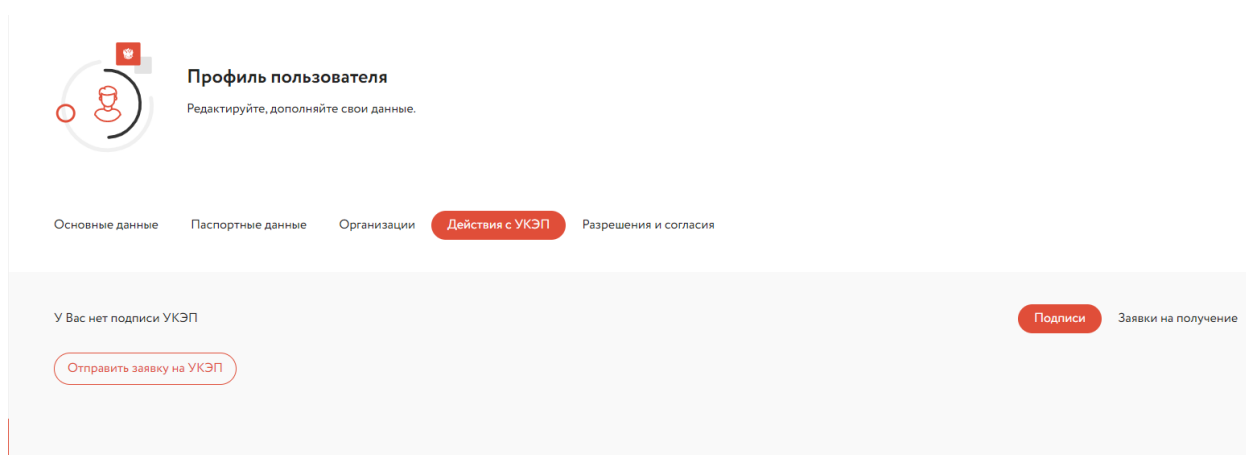 Профиль пользователя
Редактируйте, дополняйте свои данные.
Основные данные Паспортные данные Организации Действия с УКЭП Разрешения и согласия
У Вас нет подписи УКЭП Подписи Заявки на получение
Отправить заявку на УКЭП